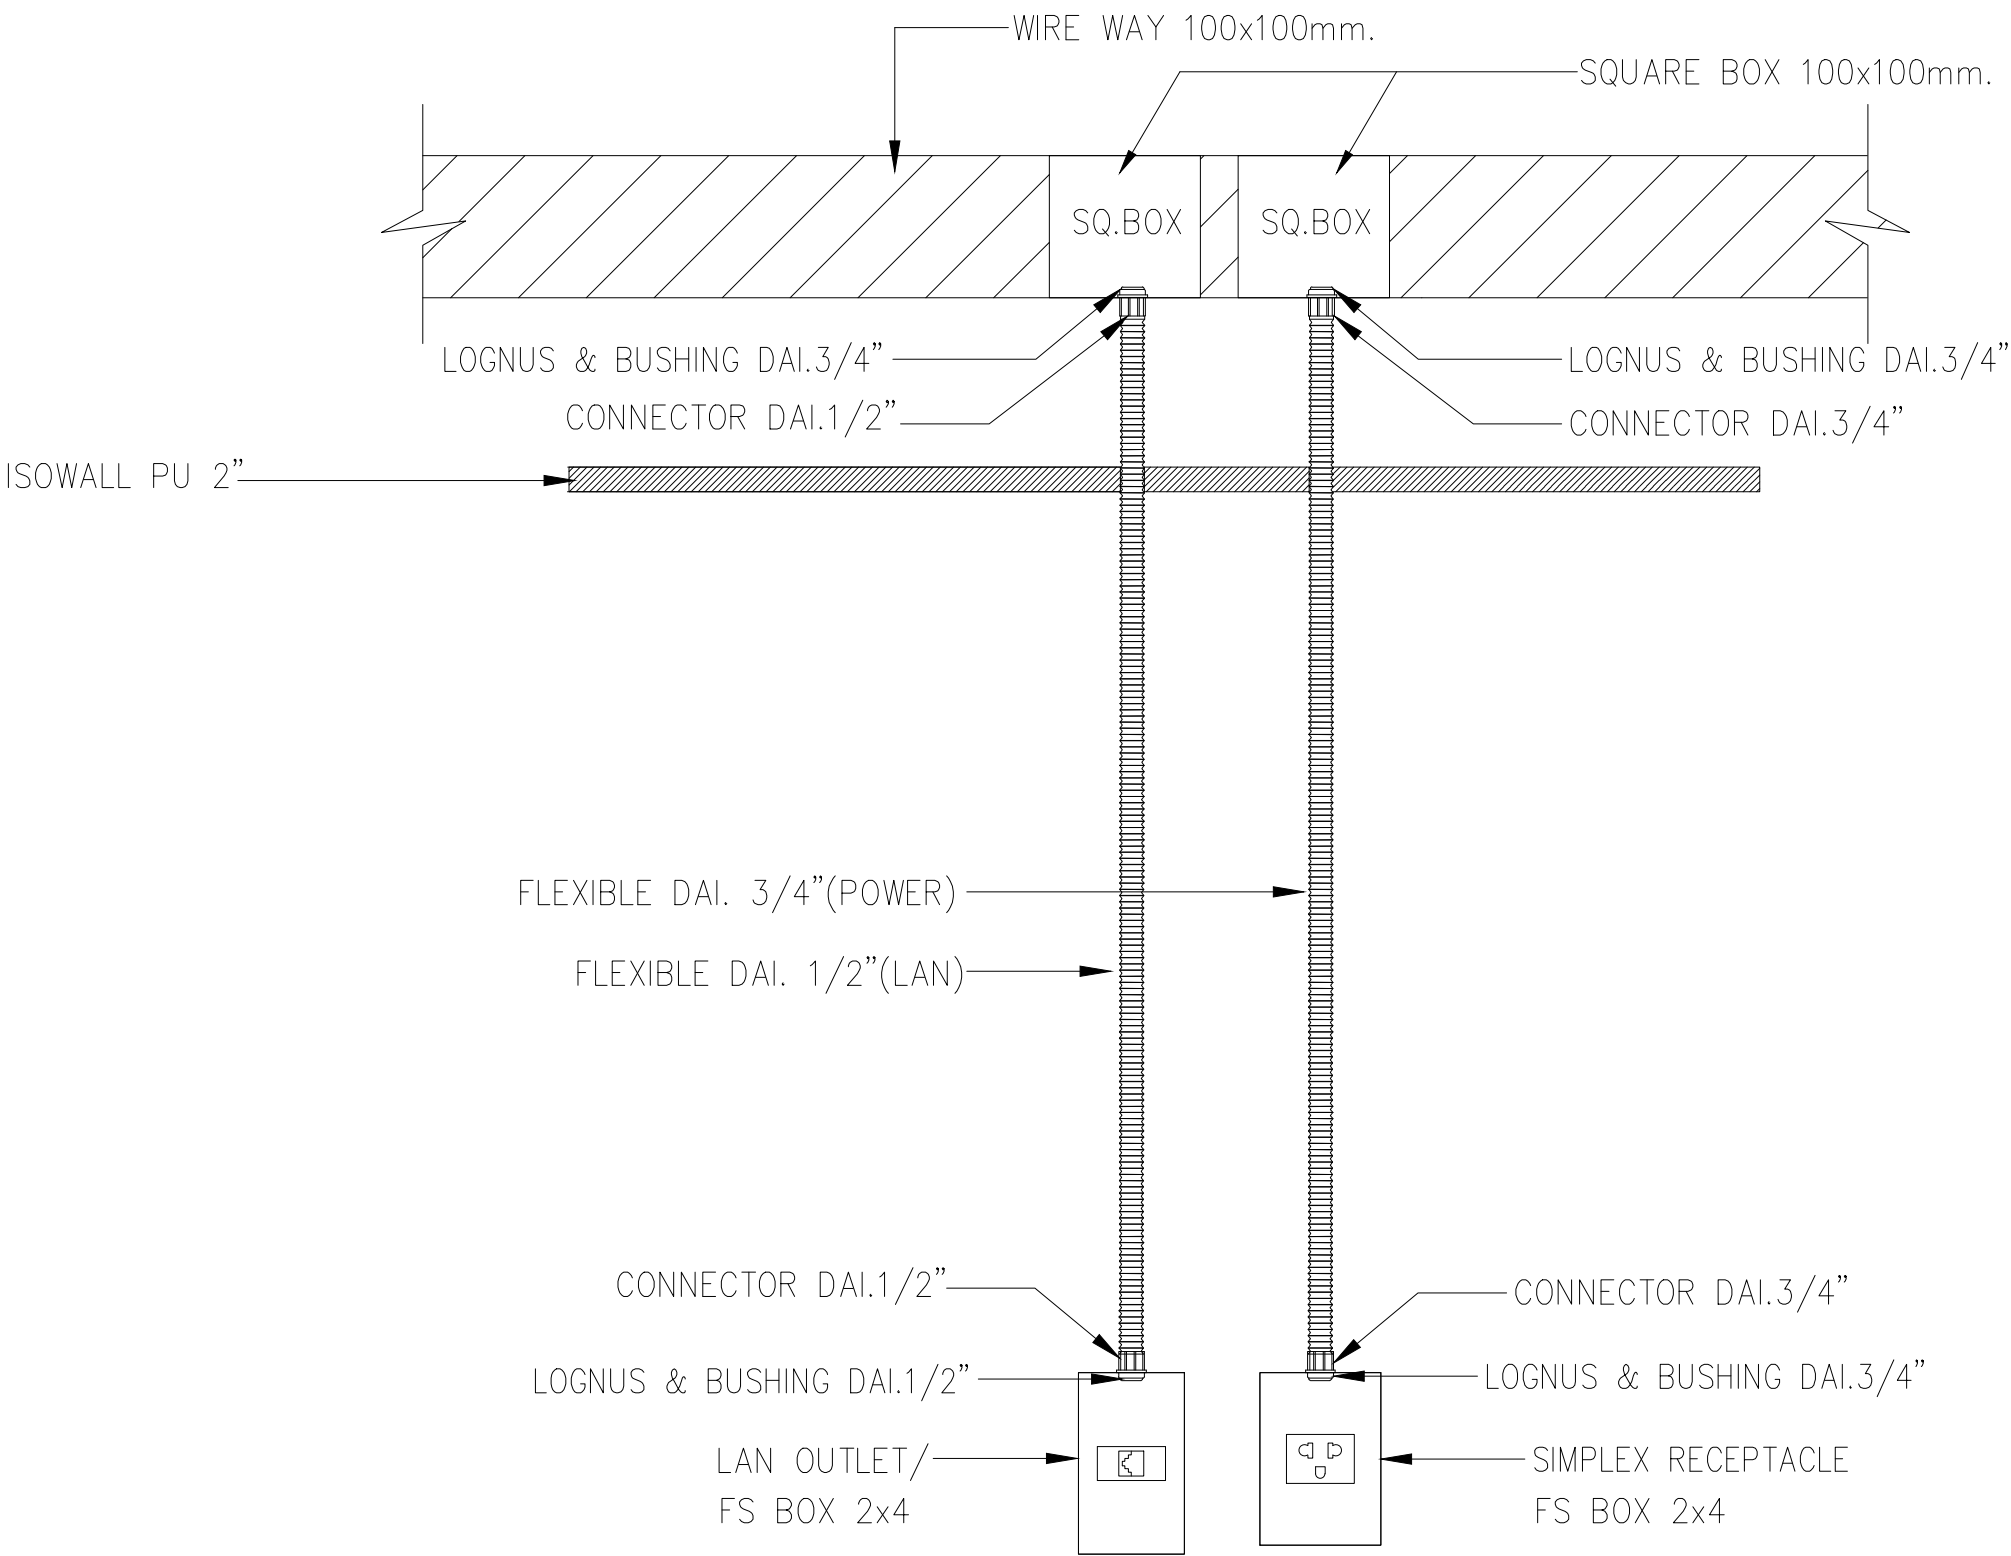 WIRE WAY 100x100mm.
SQUARE BOX 100x100mm.
SQ.BOX
SQ.BOX
LOGNUS & BUSHING DAI.3/4”
LOGNUS & BUSHING DAI.3/4”
CONNECTOR DAI.1/2”
CONNECTOR DAI.3/4”
ISOWALL PU 2”
FLEXIBLE DAI. 3/4”(POWER)
FLEXIBLE DAI. 1/2”(LAN)
CONNECTOR DAI.1/2”
CONNECTOR DAI.3/4”
LOGNUS & BUSHING DAI.1/2”
LOGNUS & BUSHING DAI.3/4”
LAN OUTLET/
FS BOX 2x4
SIMPLEX RECEPTACLE
FS BOX 2x4